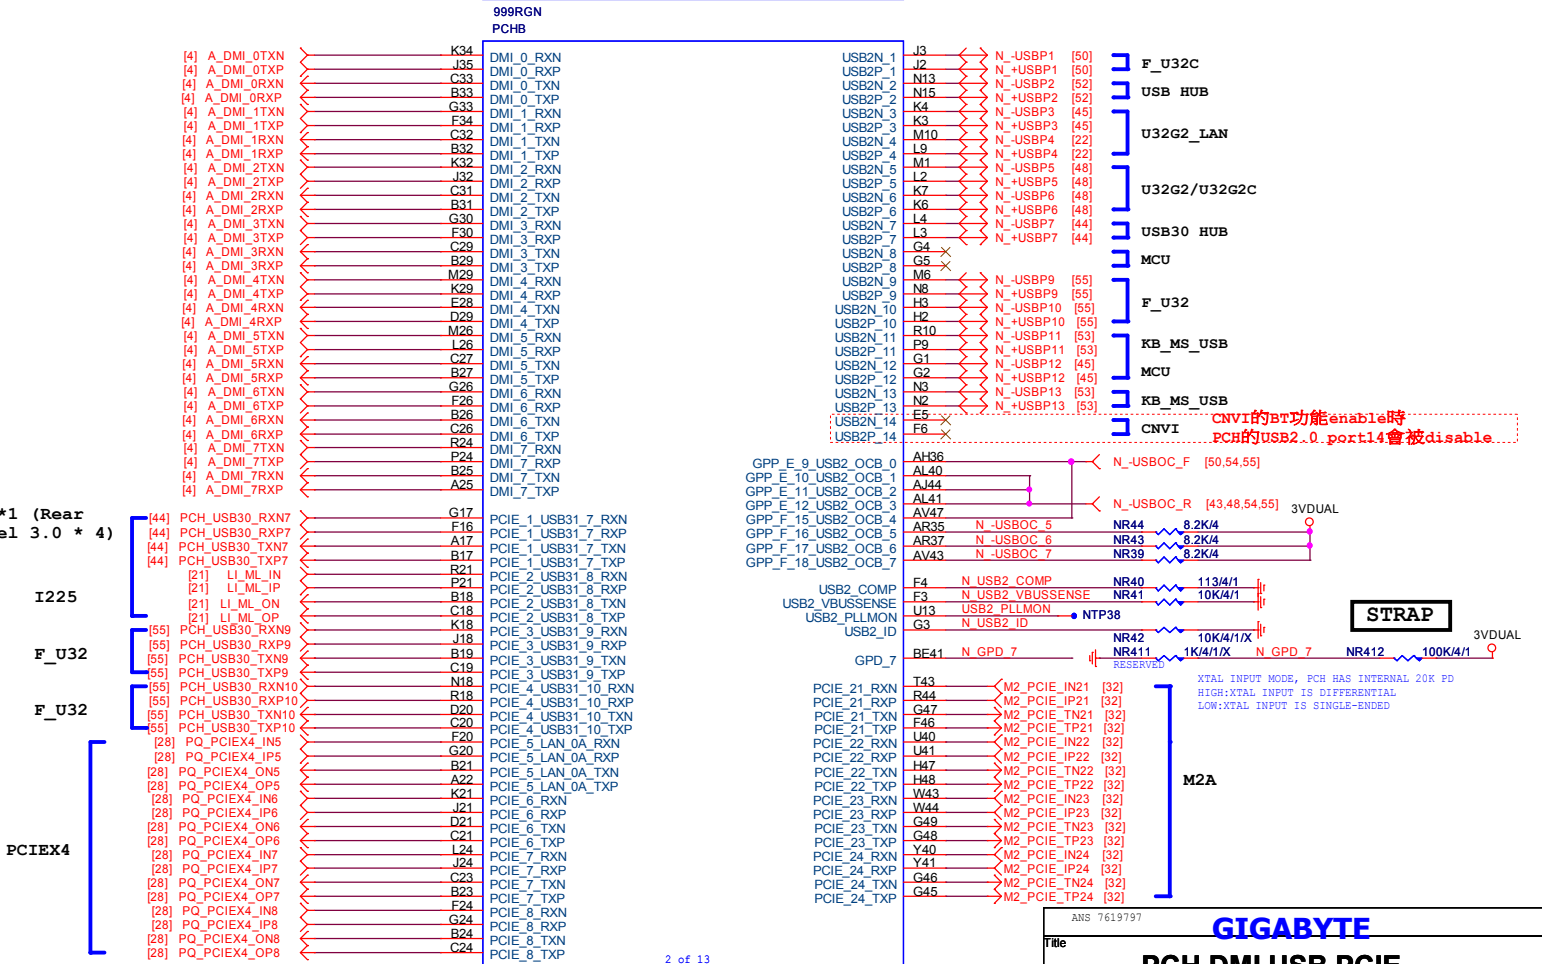 999RGN
PCHB
[4] A_DMI_0TXN K34 DMI_0_RXN
[4] A_DMI_0TXP J35 DMI_0_RXP
[4] A_DMI_0RXN C33 DMI_0_TXN
[4] A_DMI_0RXP B33 DMI_0_TXP
[4] A_DMI_1TXN G33 DMI_1_RXN
[4] A_DMI_1TXP F34 DMI_1_RXP
[4] A_DMI_1RXN C32 DMI_1_TXN
[4] A_DMI_1RXP B32 DMI_1_TXP
[4] A_DMI_2TXN K32 DMI_2_RXN
[4] A_DMI_2TXP J32 DMI_2_RXP
[4] A_DMI_2RXN C31 DMI_2_TXN
[4] A_DMI_2RXP B31 DMI_2_TXP
[4] A_DMI_3TXN G30 DMI_3_RXN
[4] A_DMI_3TXP F30 DMI_3_RXP
[4] A_DMI_3RXN C29 DMI_3_TXN
[4] A_DMI_3RXP B29 DMI_3_TXP
[4] A_DMI_4TXN M29 DMI_4_RXN
[4] A_DMI_4TXP K29 DMI_4_RXP
[4] A_DMI_4RXN E28 DMI_4_TXN
[4] A_DMI_4RXP D29 DMI_4_TXP
[4] A_DMI_5TXN M26 DMI_5_RXN
[4] A_DMI_5TXP L26 DMI_5_RXP
[4] A_DMI_5RXN C27 DMI_5_TXN
[4] A_DMI_5RXP B27 DMI_5_TXP
[4] A_DMI_6TXN G26 DMI_6_RXN
[4] A_DMI_6TXP F26 DMI_6_RXP
[4] A_DMI_6RXN B26 DMI_6_TXN
[4] A_DMI_6RXP C26 DMI_6_TXP
[4] A_DMI_7TXN R24 DMI_7_RXN
[4] A_DMI_7TXP P24 DMI_7_RXP
[4] A_DMI_7RXN B25 DMI_7_TXN
[4] A_DMI_7RXP A25 DMI_7_TXP
*1 (Rear
el 3.0 * 4)
[44] PCH_USB30_RXN7 G17 PCIE_1_USB31_7_RXN
[44] PCH_USB30_RXP7 F16 PCIE_1_USB31_7_RXP
[44] PCH_USB30_TXN7 A17 PCIE_1_USB31_7_TXN
[44] PCH_USB30_TXP7 B17 PCIE_1_USB31_7_TXP
I225
[21] LI_ML_IN R21 PCIE_2_USB31_8_RXN
[21] LI_ML_IP P21 PCIE_2_USB31_8_RXP
[21] LI_ML_ON B18 PCIE_2_USB31_8_TXN
[21] LI_ML_OP C18 PCIE_2_USB31_8_TXP
F_U32
[55] PCH_USB30_RXN9 K18 PCIE_3_USB31_9_RXN
[55] PCH_USB30_RXP9 J18 PCIE_3_USB31_9_RXP
[55] PCH_USB30_TXN9 B19 PCIE_3_USB31_9_TXN
[55] PCH_USB30_TXP9 C19 PCIE_3_USB31_9_TXP
F_U32
[55] PCH_USB30_RXN10 N18 PCIE_4_USB31_10_RXN
[55] PCH_USB30_RXP10 R18 PCIE_4_USB31_10_RXP
[55] PCH_USB30_TXN10 D20 PCIE_4_USB31_10_TXN
[55] PCH_USB30_TXP10 C20 PCIE_4_USB31_10_TXP
PCIEX4
[28] PQ_PCIEX4_IN5 F20 PCIE_5_LAN_0A_RXN
[28] PQ_PCIEX4_IP5 G20 PCIE_5_LAN_0A_RXP
[28] PQ_PCIEX4_ON5 B21 PCIE_5_LAN_0A_TXN
[28] PQ_PCIEX4_OP5 A22 PCIE_5_LAN_0A_TXP
[28] PQ_PCIEX4_IN6 K21 PCIE_6_RXN
[28] PQ_PCIEX4_IP6 J21 PCIE_6_RXP
[28] PQ_PCIEX4_ON6 D21 PCIE_6_TXN
[28] PQ_PCIEX4_OP6 C21 PCIE_6_TXP
[28] PQ_PCIEX4_IN7 L24 PCIE_7_RXN
[28] PQ_PCIEX4_IP7 J24 PCIE_7_RXP
[28] PQ_PCIEX4_ON7 C23 PCIE_7_TXN
[28] PQ_PCIEX4_OP7 B23 PCIE_7_TXP
[28] PQ_PCIEX4_IN8 F24 PCIE_8_RXN
[28] PQ_PCIEX4_IP8 G24 PCIE_8_RXP
[28] PQ_PCIEX4_ON8 B24 PCIE_8_TXN
[28] PQ_PCIEX4_OP8 C24 PCIE_8_TXP
2 of 13
USB2N_1 J3 N_-USBP1 [50]
USB2P_1 J2 N_+USBP1 [50]
F_U32C
USB2N_2 N13 N_-USBP2 [52]
USB2P_2 N15 N_+USBP2 [52]
USB HUB
USB2N_3 K4 N_-USBP3 [45]
USB2P_3 K3 N_+USBP3 [45]
USB2N_4 M10 N_-USBP4 [22]
USB2P_4 L9 N_+USBP4 [22]
U32G2_LAN
USB2N_5 M1 N_-USBP5 [48]
USB2P_5 L2 N_+USBP5 [48]
USB2N_6 K7 N_-USBP6 [48]
USB2P_6 K6 N_+USBP6 [48]
U32G2/U32G2C
USB2N_7 L4 N_-USBP7 [44]
USB2P_7 L3 N_+USBP7 [44]
USB30 HUB
USB2N_8 G4
USB2P_8 G5
MCU
USB2N_9 M6 N_-USBP9 [55]
USB2P_9 N8 N_+USBP9 [55]
USB2N_10 H3 N_-USBP10 [55]
USB2P_10 H2 N_+USBP10 [55]
F_U32
USB2N_11 R10 N_-USBP11 [53]
USB2P_11 P9 N_+USBP11 [53]
KB_MS_USB
USB2N_12 G1 N_-USBP12 [45]
USB2P_12 G2 N_+USBP12 [45]
MCU
USB2N_13 N3 N_-USBP13 [53]
USB2P_13 N2 N_+USBP13 [53]
KB_MS_USB
USB2N_14 E5
USB2P_14 F6
CNVI
CNVI的BT功能enable時
PCH的USB2.0 port14會被disable
GPP_E_9_USB2_OCB_0 AH36 N_-USBOC_F [50,54,55]
GPP_E_10_USB2_OCB_1 AL40
GPP_E_11_USB2_OCB_2 AJ44
GPP_E_12_USB2_OCB_3 AL41 N_-USBOC_R [43,48,54,55]
GPP_F_15_USB2_OCB_4 AV47
3VDUAL
GPP_F_16_USB2_OCB_5 AR35 N_-USBOC_5 NR44 8.2K/4
GPP_F_17_USB2_OCB_6 AR37 N_-USBOC_6 NR43 8.2K/4
GPP_F_18_USB2_OCB_7 AV43 N_-USBOC_7 NR39 8.2K/4
USB2_COMP F4 N_USB2_COMP NR40 113/4/1
USB2_VBUSSENSE F3 N_USB2_VBUSSENSE NR41 10K/4/1
USB2_PLLMON U13 USB2_PLLMON NTP38
USB2_ID G3 N_USB2_ID
NR42 10K/4/1/X
STRAP
3VDUAL
GPD_7 BE41 N_GPD_7 NR411 1K/4/1/X N_GPD_7 NR412 100K/4/1
RESERVED
XTAL INPUT MODE, PCH HAS INTERNAL 20K PD
HIGH:XTAL INPUT IS DIFFERENTIAL
LOW:XTAL INPUT IS SINGLE-ENDED
PCIE_21_RXN T43 M2_PCIE_IN21 [32]
PCIE_21_RXP R44 M2_PCIE_IP21 [32]
PCIE_21_TXN G47 M2_PCIE_TN21 [32]
PCIE_21_TXP F46 M2_PCIE_TP21 [32]
PCIE_22_RXN U40 M2_PCIE_IN22 [32]
PCIE_22_RXP U41 M2_PCIE_IP22 [32]
PCIE_22_TXN H47 M2_PCIE_TN22 [32]
PCIE_22_TXP H48 M2_PCIE_TP22 [32]
M2A
PCIE_23_RXN W43 M2_PCIE_IN23 [32]
PCIE_23_RXP W44 M2_PCIE_IP23 [32]
PCIE_23_TXN G49 M2_PCIE_TN23 [32]
PCIE_23_TXP G48 M2_PCIE_TP23 [32]
PCIE_24_RXN Y40 M2_PCIE_IN24 [32]
PCIE_24_RXP Y41 M2_PCIE_IP24 [32]
PCIE_24_TXN G46 M2_PCIE_TN24 [32]
PCIE_24_TXP G45 M2_PCIE_TP24 [32]
ANS 7619797
GIGABYTE
Title
PCH DMI USB PCIE